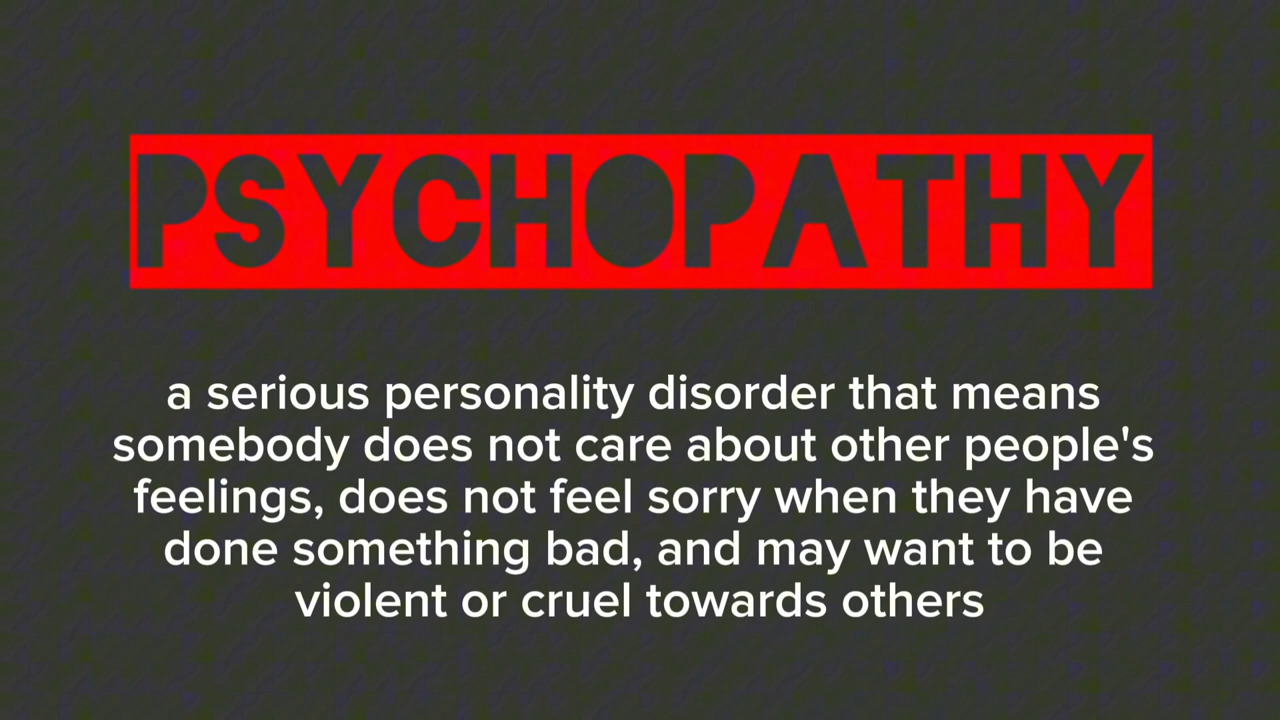 PSYCHOPATHY
a serious personality disorder that means
somebody does not care about other people's
feelings, does not feel sorry when they have
done something bad, and may want to be
violent or cruel towards others